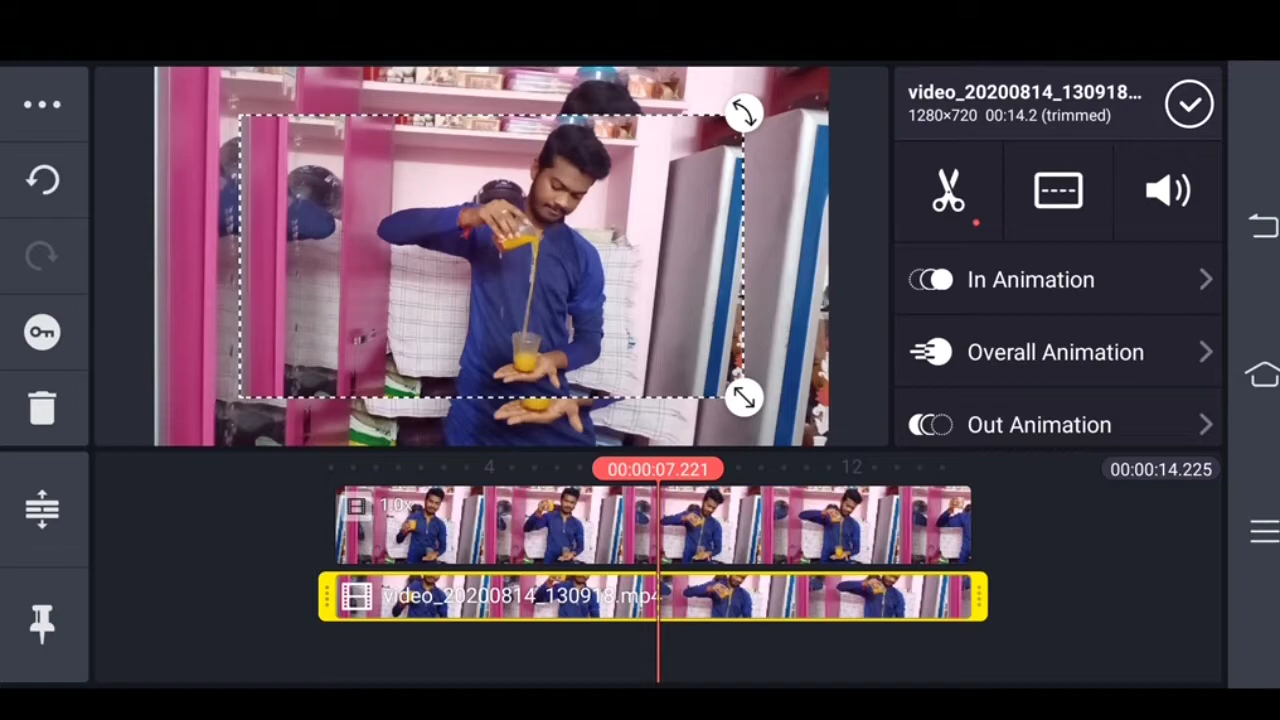 video_20200814_130918...
1280×720 00:14.2 (trimmed)
In Animation
Overall Animation
Out Animation
4
00:00:07.221
12
00:00:14.225
1.0x
video_20200814_130918.mp4